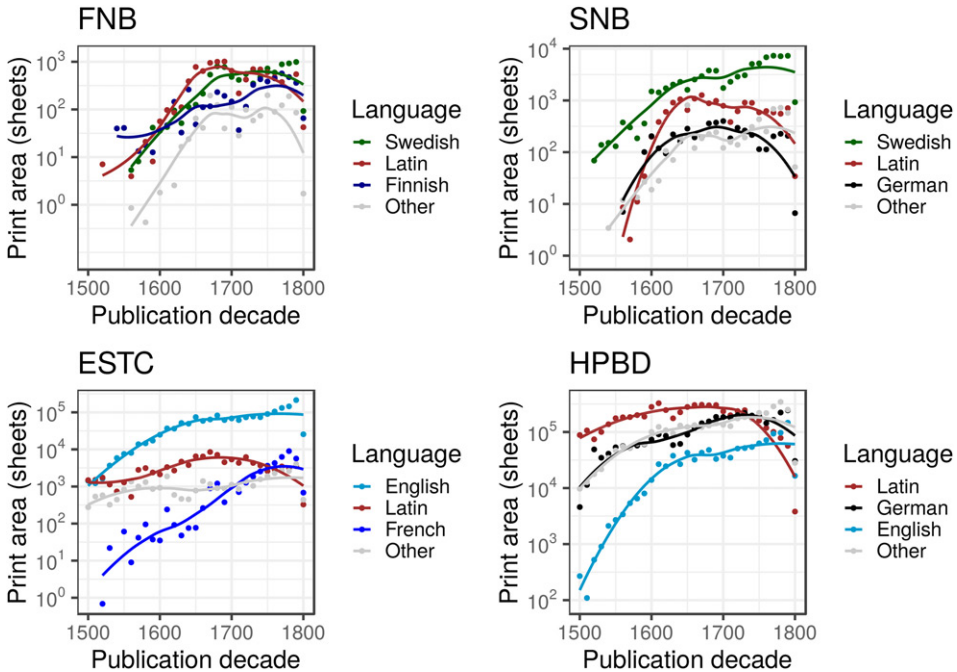 FNB
Print area (sheets)
10³
10²
10¹
10⁰
1500 1600 1700 1800
Publication decade
Language
Swedish
Latin
Finnish
Other
SNB
Print area (sheets)
10⁴
10³
10²
10¹
10⁰
1500 1600 1700 1800
Publication decade
Language
Swedish
Latin
German
Other
ESTC
Print area (sheets)
10⁵
10⁴
10³
10²
10¹
10⁰
1500 1600 1700 1800
Publication decade
Language
English
Latin
French
Other
HPBD
Print area (sheets)
10⁵
10⁴
10³
10²
1500 1600 1700 1800
Publication decade
Language
Latin
German
English
Other